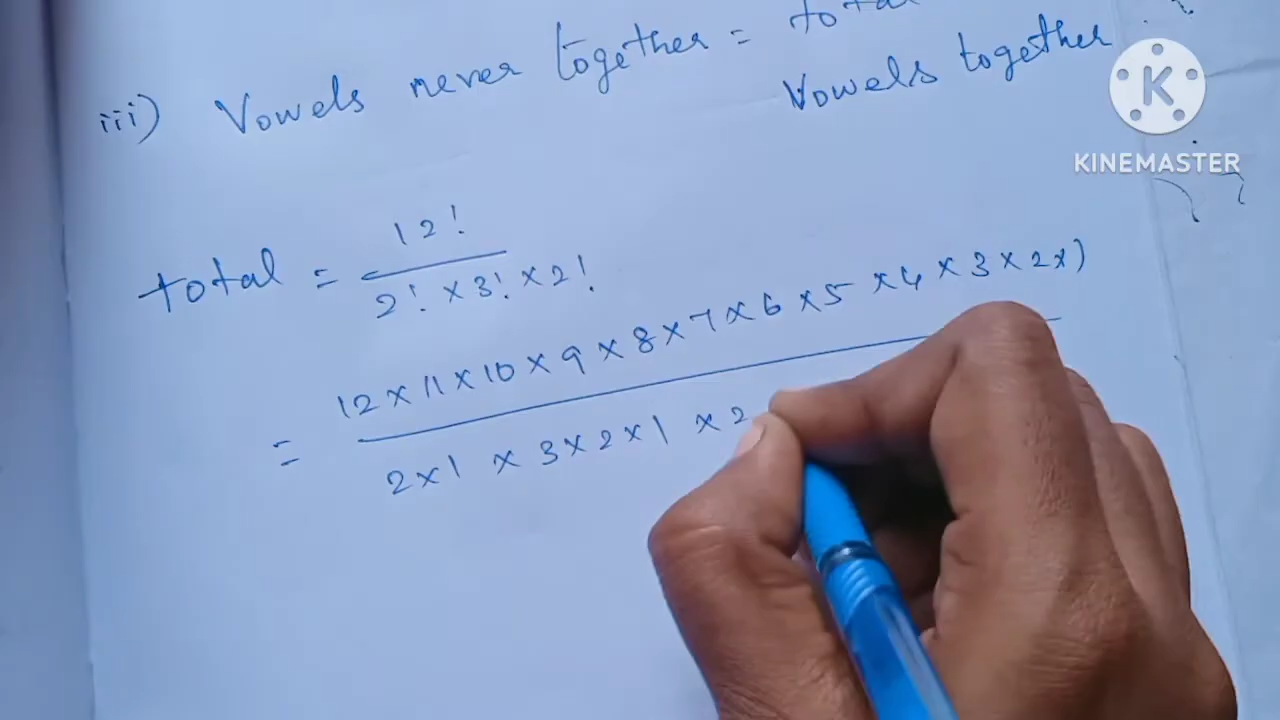 iii) Vowels never together = total
Vowels together
total = 12!
2! × 3! × 2!
= 12 × 11 × 10 × 9 × 8 × 7 × 6 × 5 × 4 × 3 × 2 × 1
2 × 1 × 3 × 2 × 1 × 2
K
KINEMASTER